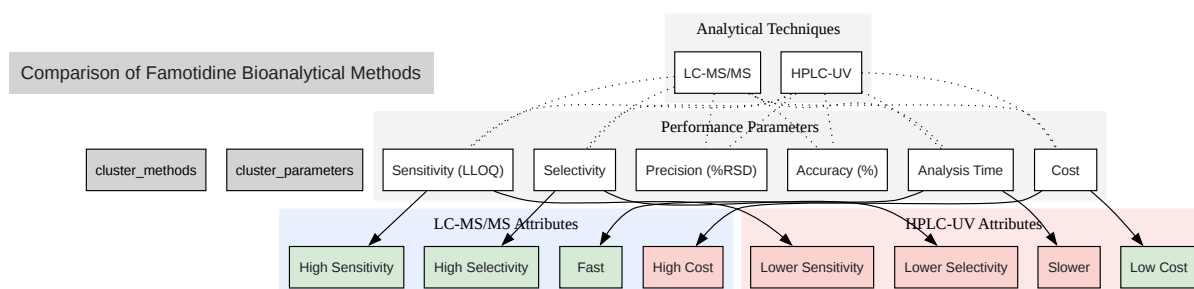 Analytical Techniques
Comparison of Famotidine Bioanalytical Methods
LC-MS/MS
HPLC-UV
Performance Parameters
cluster_methods
cluster_parameters
Sensitivity (LLOQ)
Selectivity
Precision (%RSD)
Accuracy (%)
Analysis Time
Cost
LC-MS/MS Attributes
HPLC-UV Attributes
High Sensitivity
High Selectivity
Fast
High Cost
Lower Sensitivity
Lower Selectivity
Slower
Low Cost